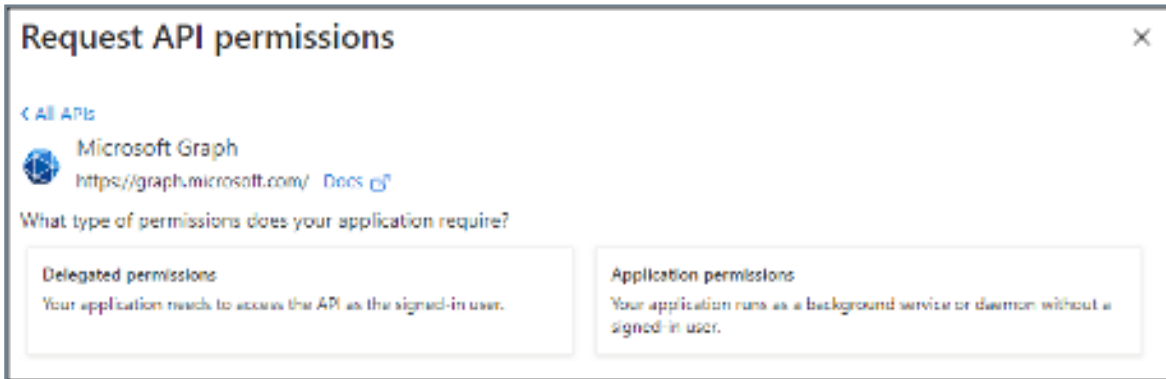 Request API permissions
All APIs
Microsoft Graph
https://graph.microsoft.com/ Docs
What type of permissions does your application require?
Delegated permissions
Your application needs to access the API as the signed-in user.
Application permissions
Your application runs as a background service or daemon without a
signed-in user.